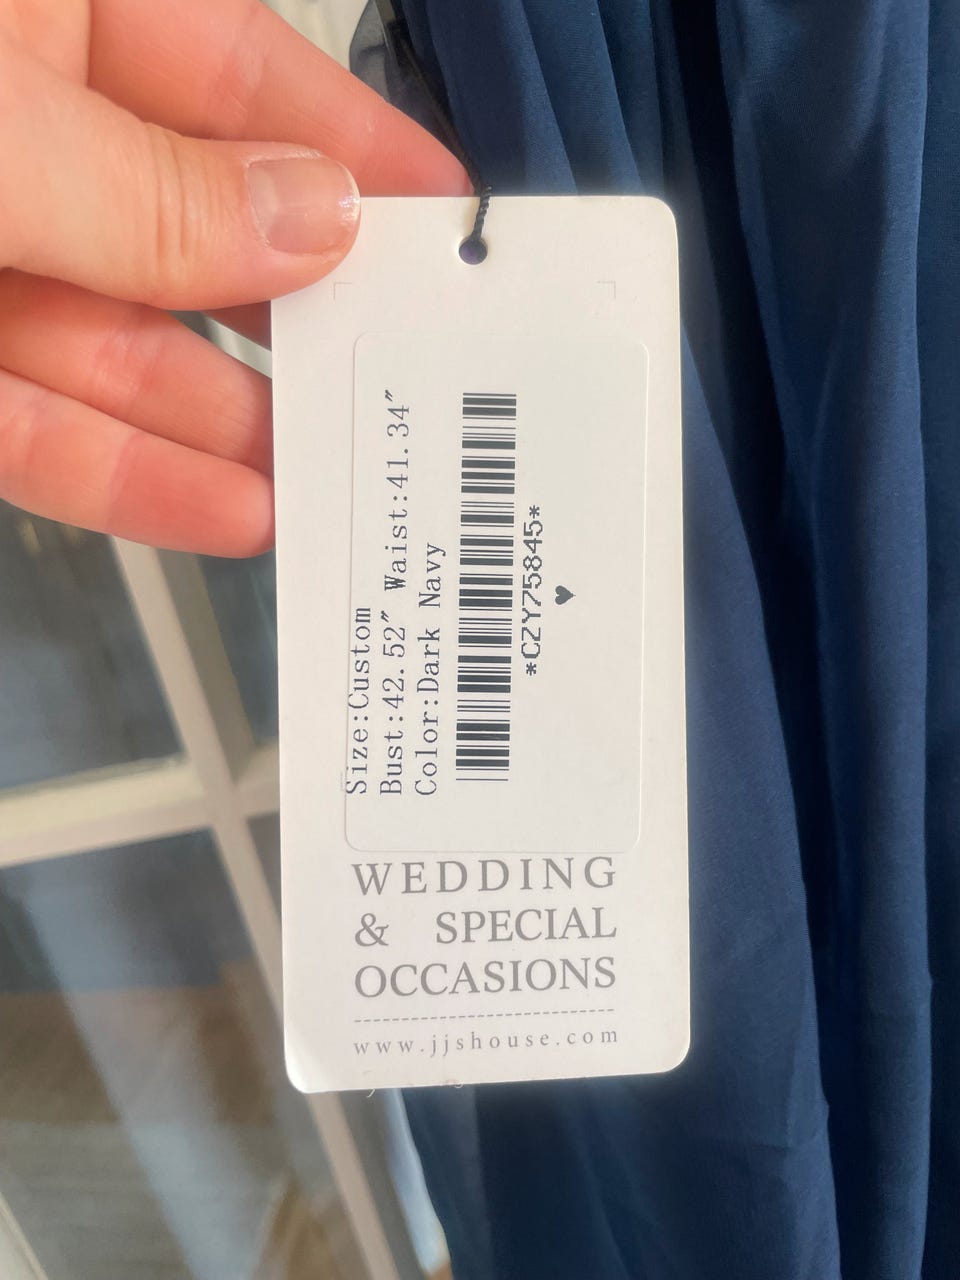 Size:Custom
Bust:42.52″ Waist:41.34″
Color:Dark Navy
*CZY75845*
WEDDING
& SPECIAL
OCCASIONS
www.jjshouse.com